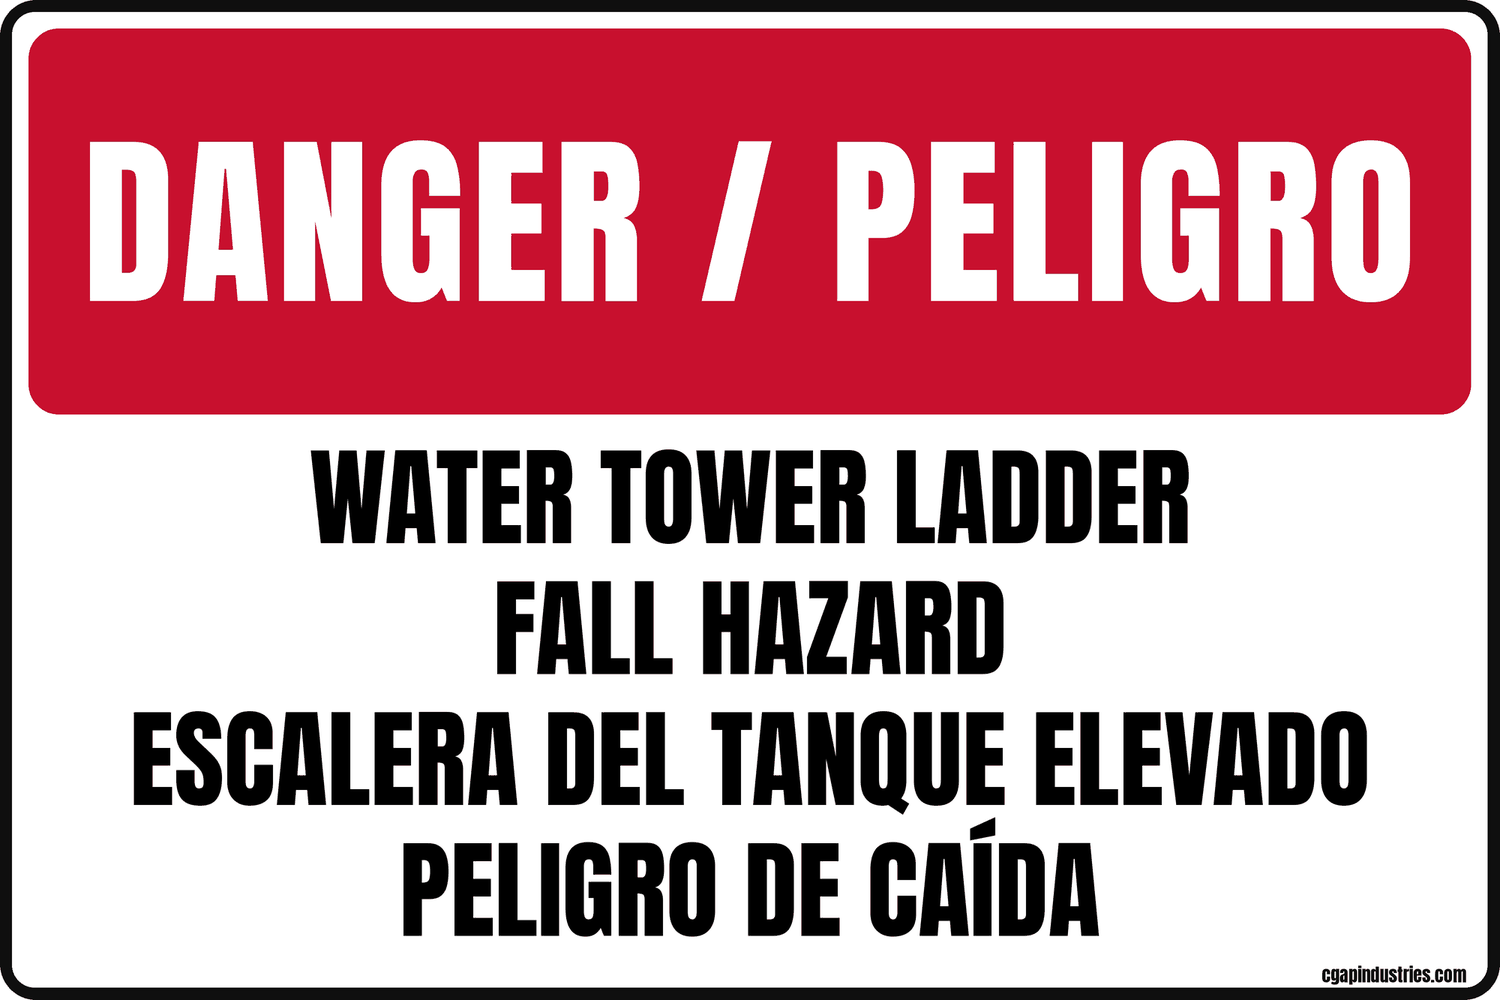 DANGER / PELIGRO
WATER TOWER LADDER
FALL HAZARD
ESCALERA DEL TANQUE ELEVADO
PELIGRO DE CAÍDA
cgapindustries.com